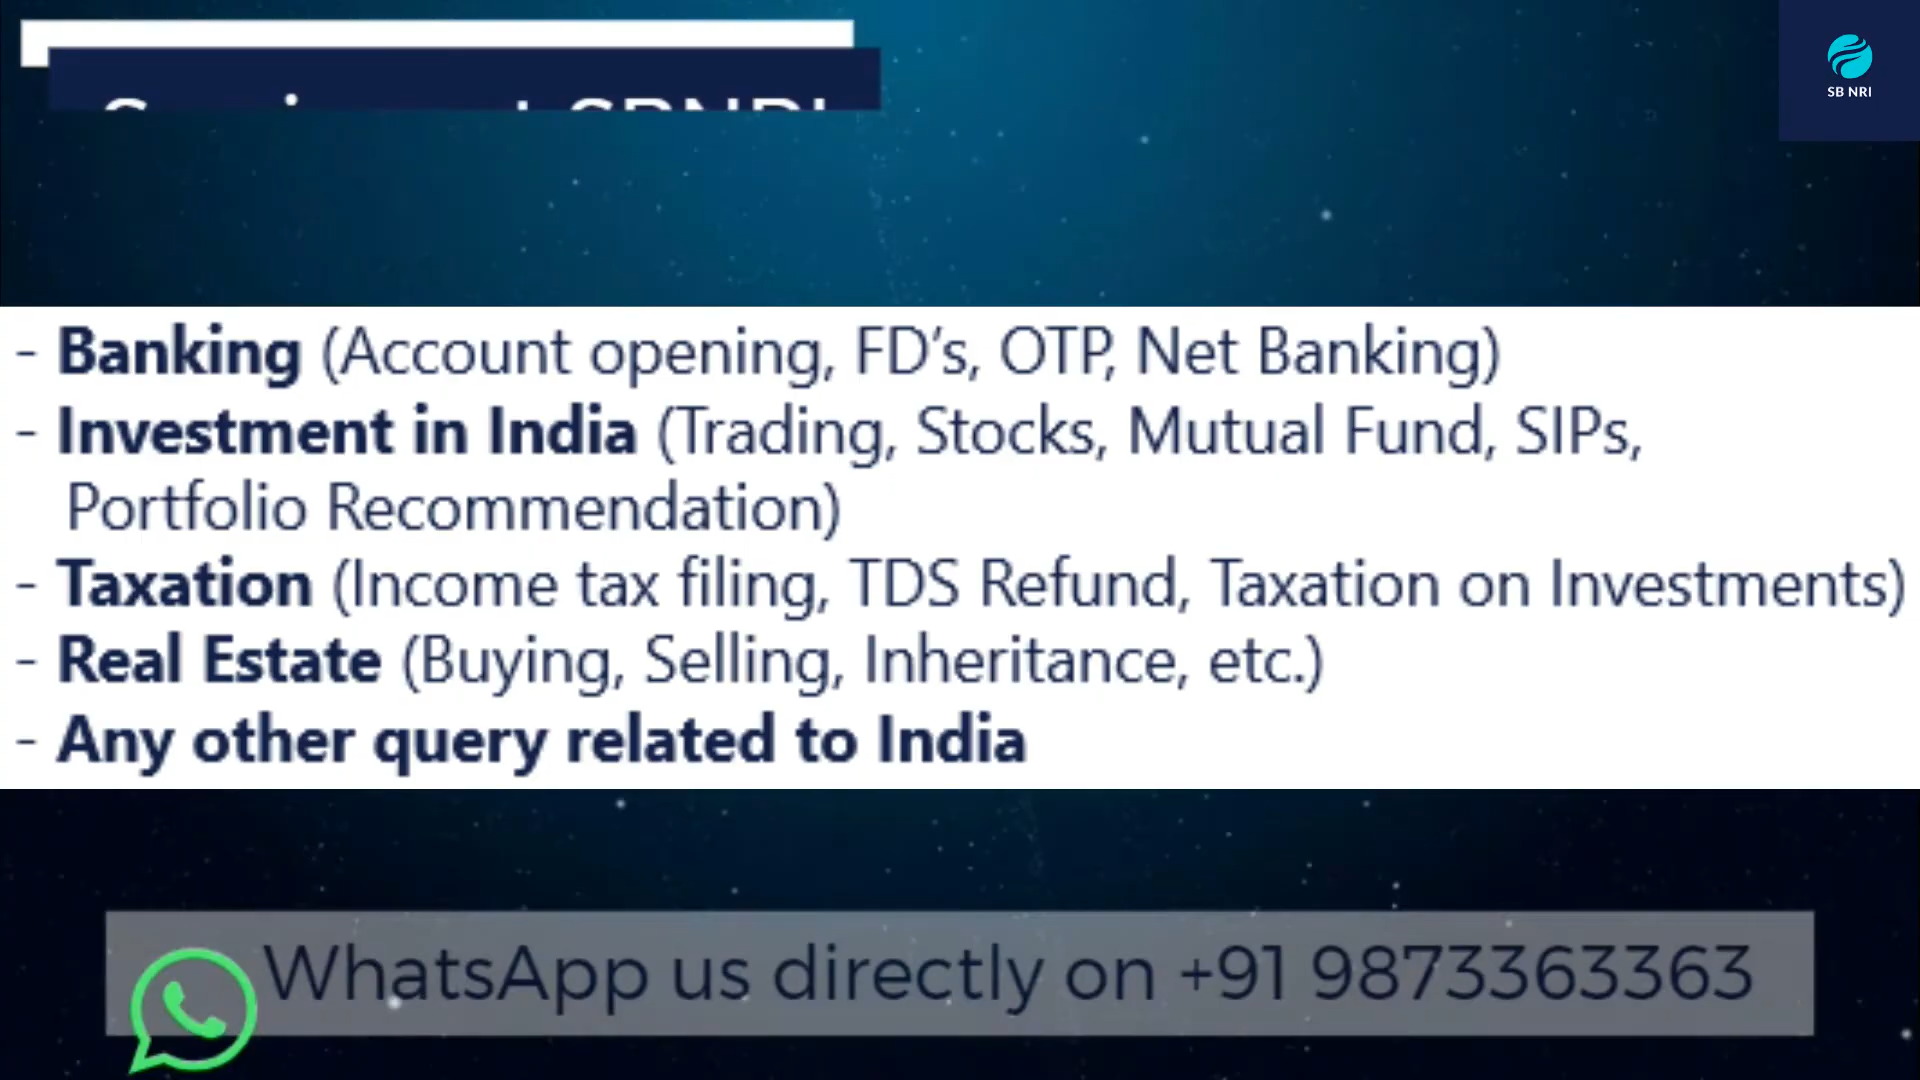 SBNRI
SB NRI
- Banking (Account opening, FD’s, OTP, Net Banking)
- Investment in India (Trading, Stocks, Mutual Fund, SIPs,
Portfolio Recommendation)
- Taxation (Income tax filing, TDS Refund, Taxation on Investments)
- Real Estate (Buying, Selling, Inheritance, etc.)
- Any other query related to India
WhatsApp us directly on +91 9873363363